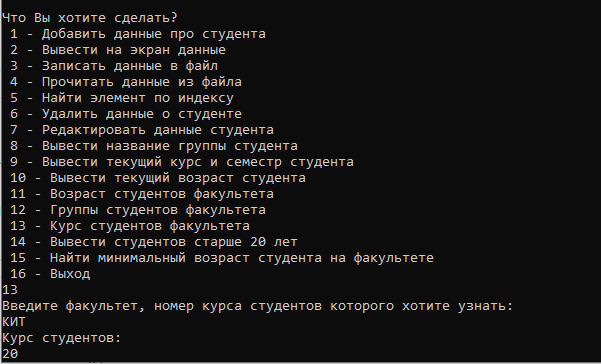 Что Вы хотите сделать?
1 - Добавить данные про студента
2 - Вывести на экран данные
3 - Записать данные в файл
4 - Прочитать данные из файла
5 - Найти элемент по индексу
6 - Удалить данные о студенте
7 - Редактировать данные студента
8 - Вывести название группы студента
9 - Вывести текущий курс и семестр студента
10 - Вывести текущий возраст студента
11 - Возраст студентов факультета
12 - Группы студентов факультета
13 - Курс студентов факультета
14 - Вывести студентов старше 20 лет
15 - Найти минимальный возраст студента на факультете
16 - Выход
13
Введите факультет, номер курса студентов которого хотите узнать:
КИТ
Курс студентов:
20